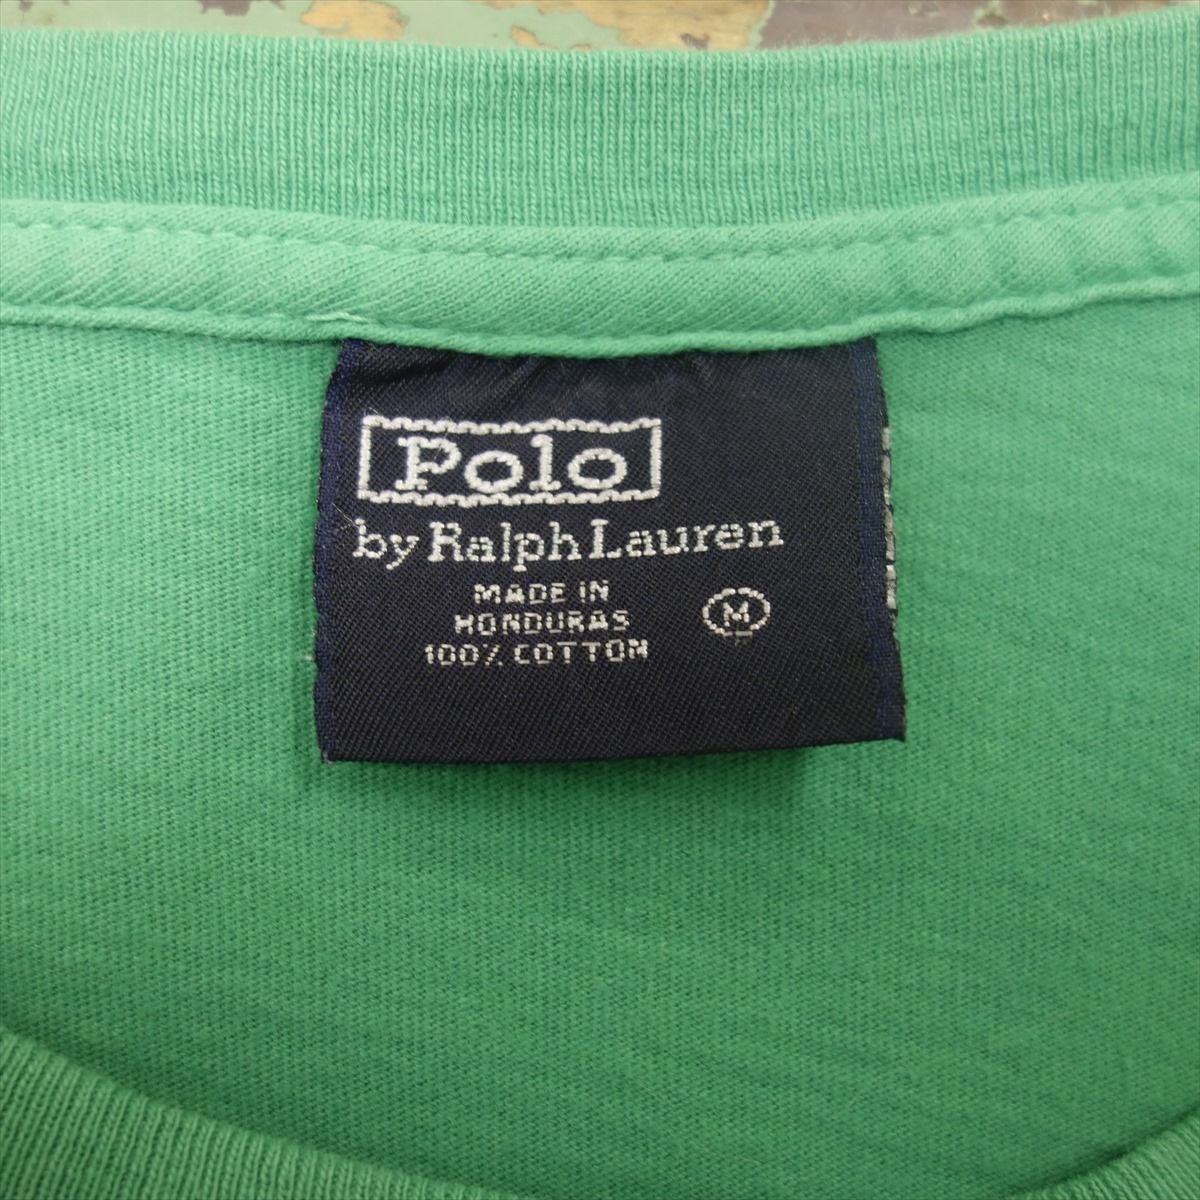 Polo
by Ralph Lauren
MADE IN
HONDURAS
100% COTTON
M